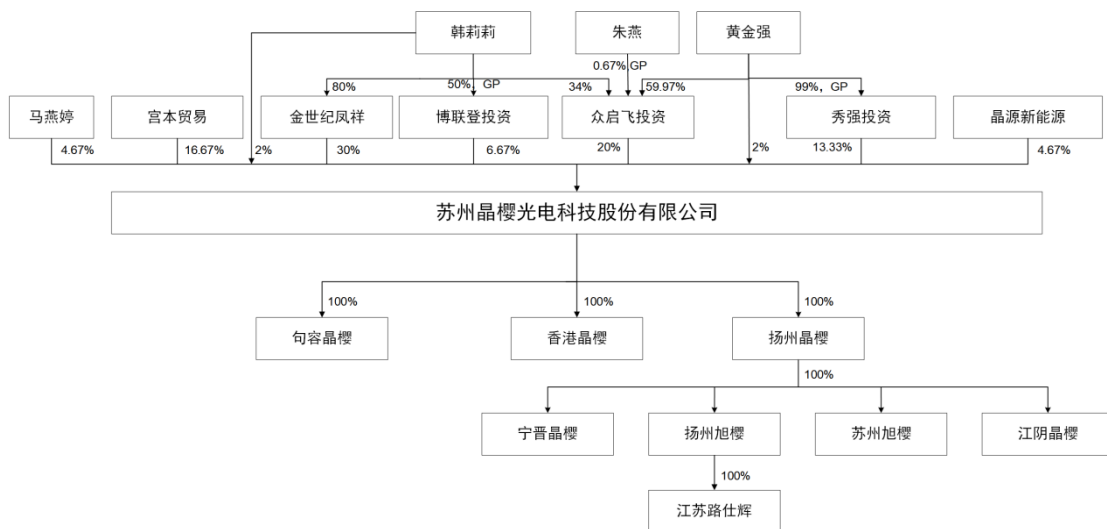 韩莉莉
朱燕
黄金强
0.67%,GP
80%
50%,GP
34%
59.97%
99%，GP
马燕婷
宫本贸易
金世纪凤祥
博联登投资
众启飞投资
秀强投资
晶源新能源
4.67%
16.67%
2%
30%
6.67%
20%
2%
13.33%
4.67%
苏州晶樱光电科技股份有限公司
100%
100%
100%
句容晶樱
香港晶樱
扬州晶樱
100%
宁晋晶樱
扬州旭樱
苏州旭樱
江阴晶樱
100%
江苏路仕辉